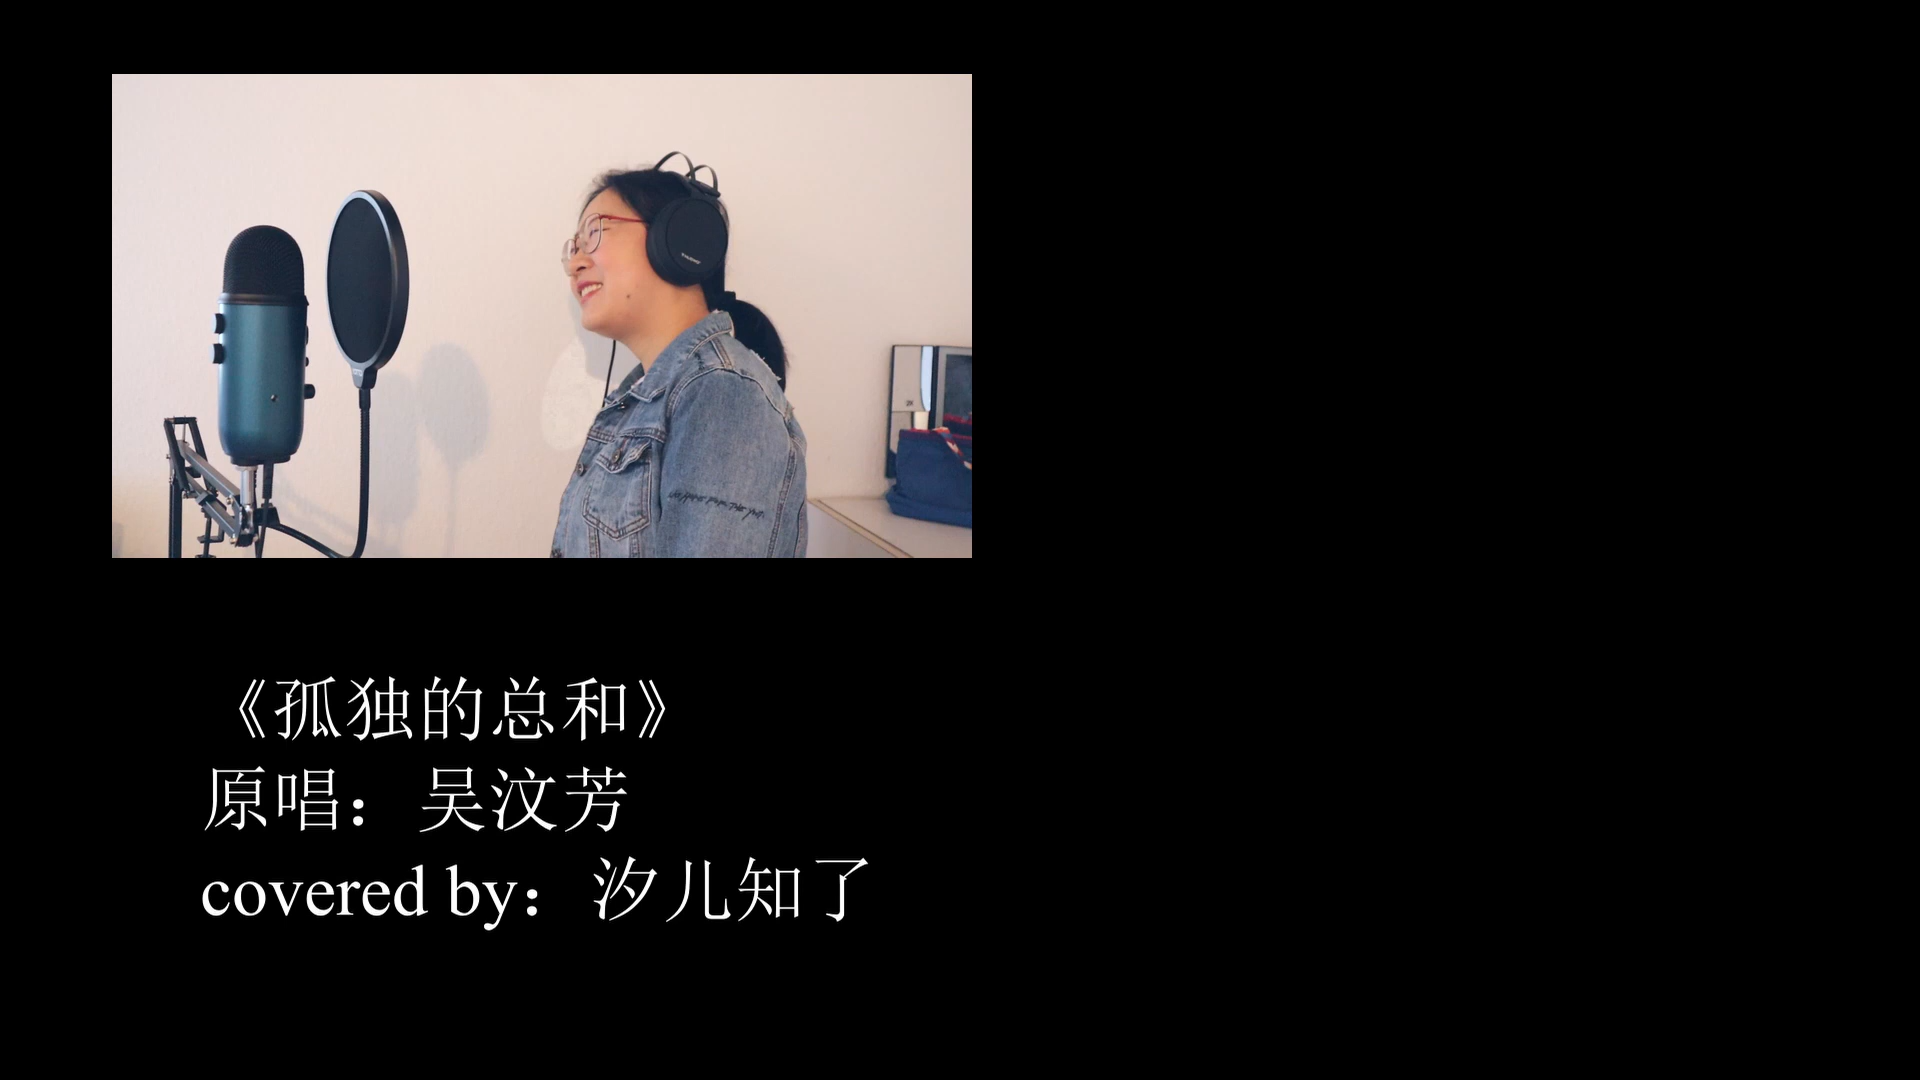 《孤独的总和》
原唱：吴汶芳
covered by：汐儿知了